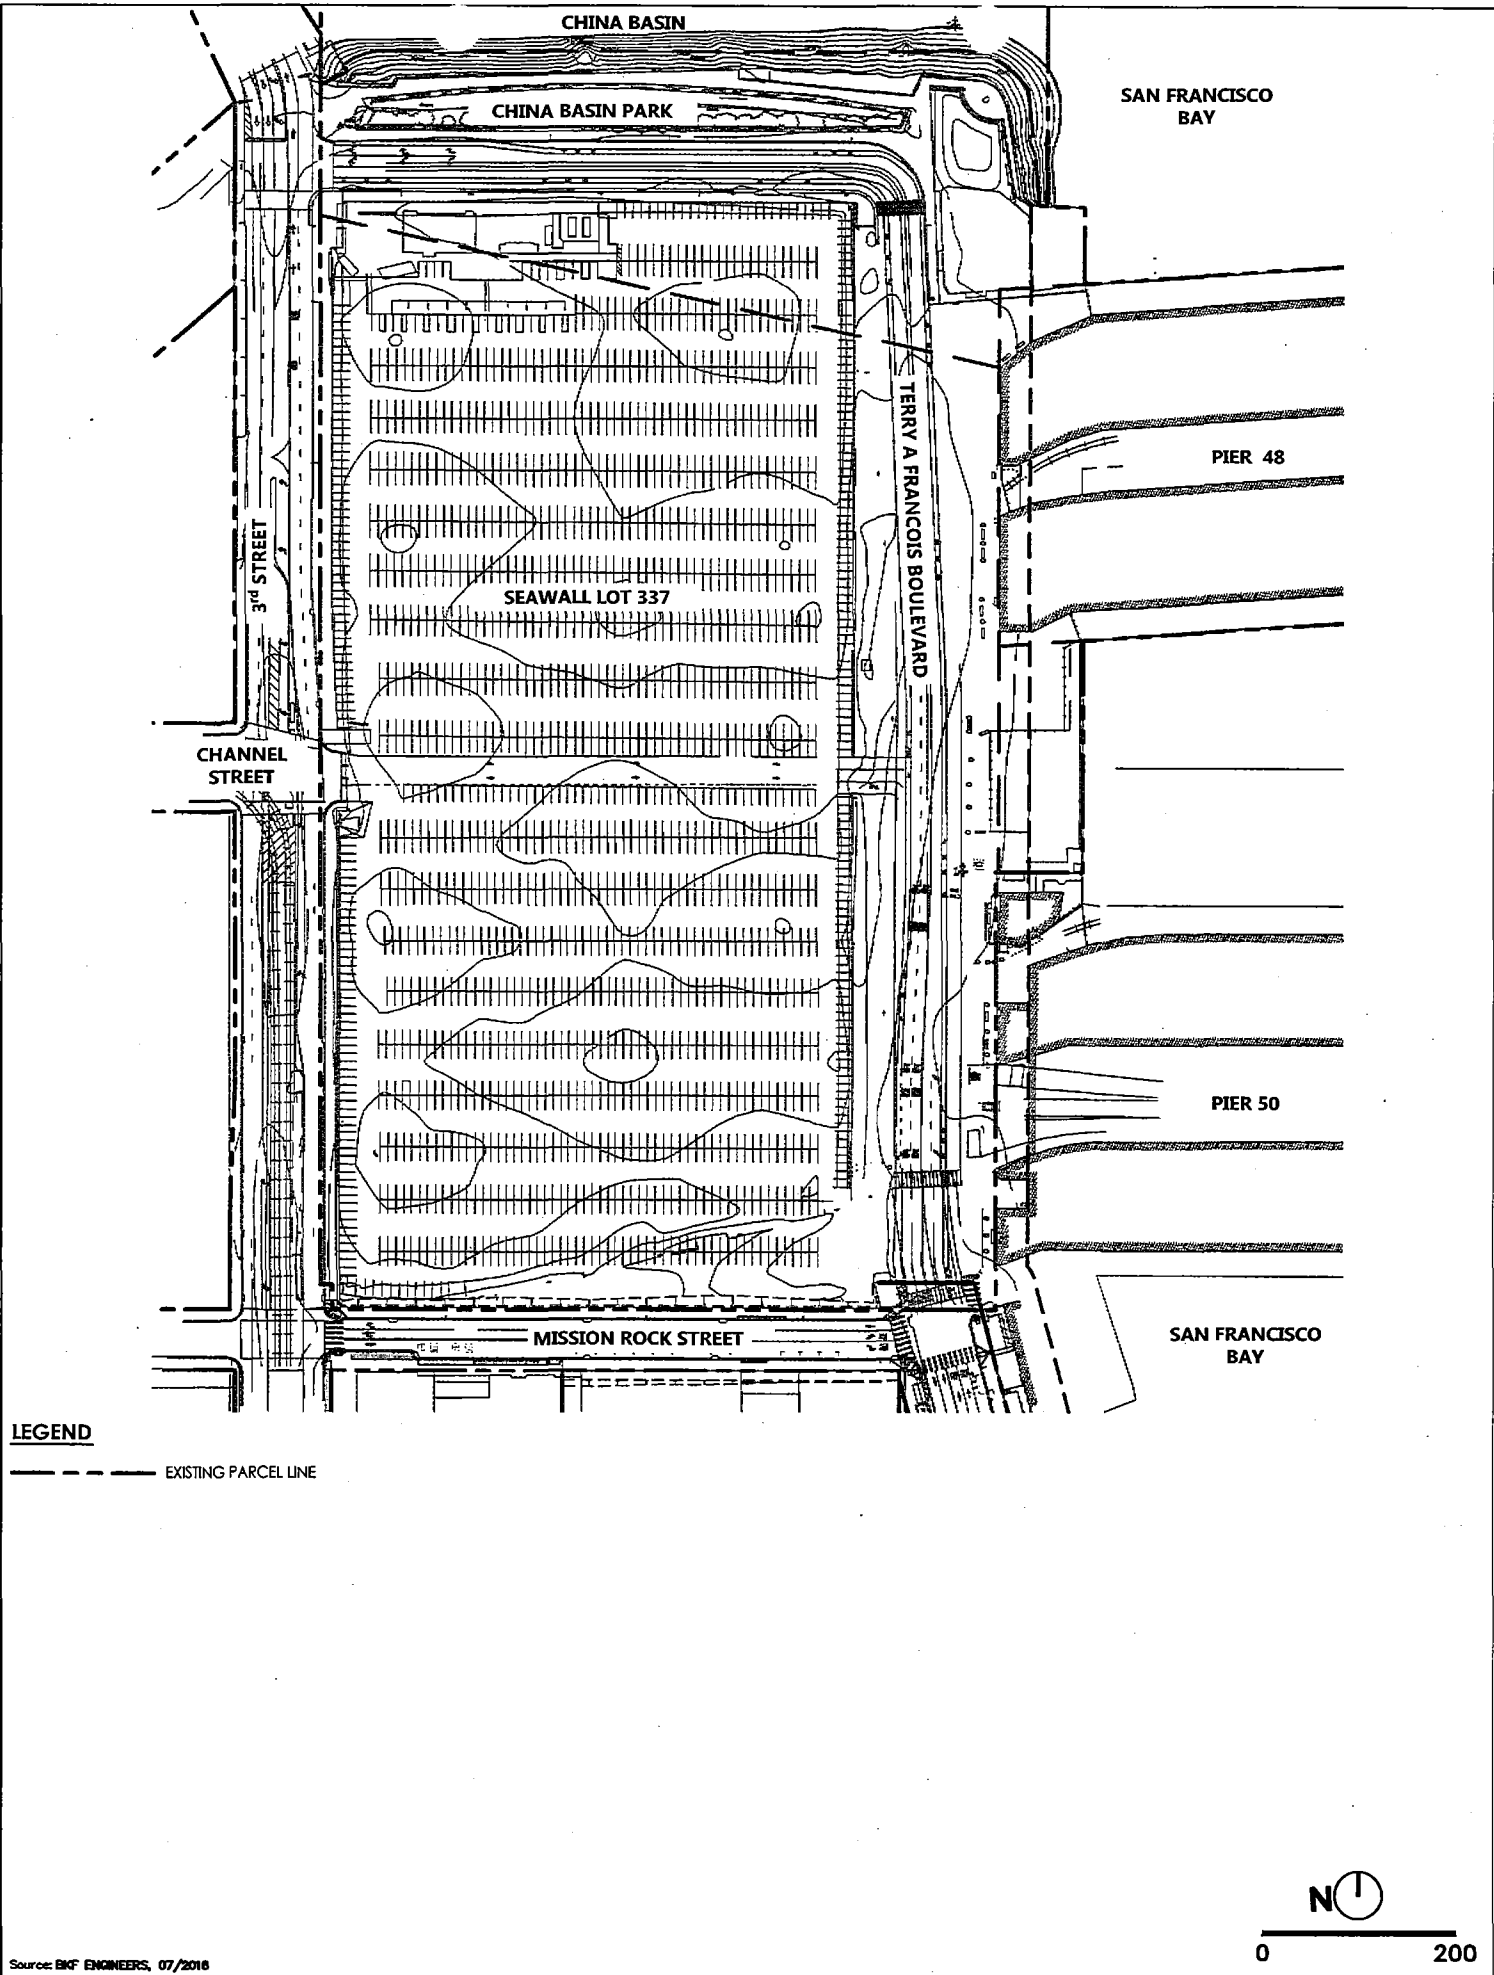 CHINA BASIN
SAN FRANCISCO
BAY
CHINA BASIN PARK
TERRY A FRANCOIS BOULEVARD
PIER 48
3rd STREET
SEAWALL LOT 337
CHANNEL
STREET
PIER 50
MISSION ROCK STREET
SAN FRANCISCO
BAY
LEGEND
EXISTING PARCEL LINE
N
0 200
Source: BKF ENGINEERS, 07/2016